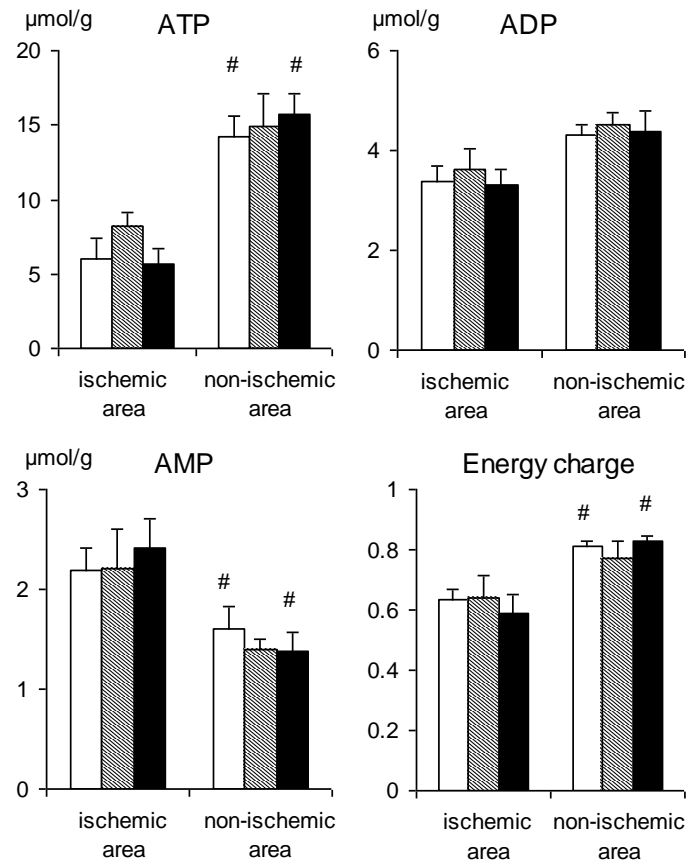 µmol/g ATP
20
15
10
5
0
# #
ischemic area
non-ischemic area
µmol/g ADP
6
4
2
0
ischemic area
non-ischemic area
µmol/g AMP
3
2
1
0
# #
ischemic area
non-ischemic area
Energy charge
1
0.8
0.6
0.4
0.2
0
# #
ischemic area
non-ischemic area